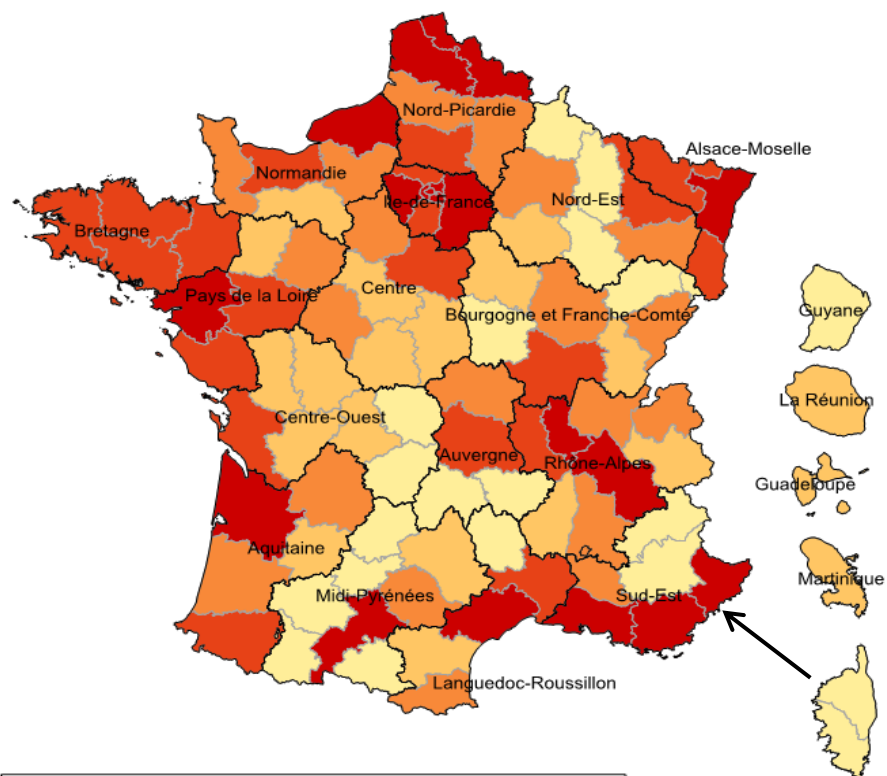 Nord-Picardie
Alsace-Moselle
Normandie
Ile-de-France
Nord-Est
Bretagne
Pays de la Loire
Centre
Bourgogne et Franche-Comté
Guyane
La Réunion
Centre-Ouest
Auvergne
Rhône-Alpes
Guadeloupe
Aquitaine
Martinique
Midi-Pyrénées
Sud-Est
Languedoc-Roussillon